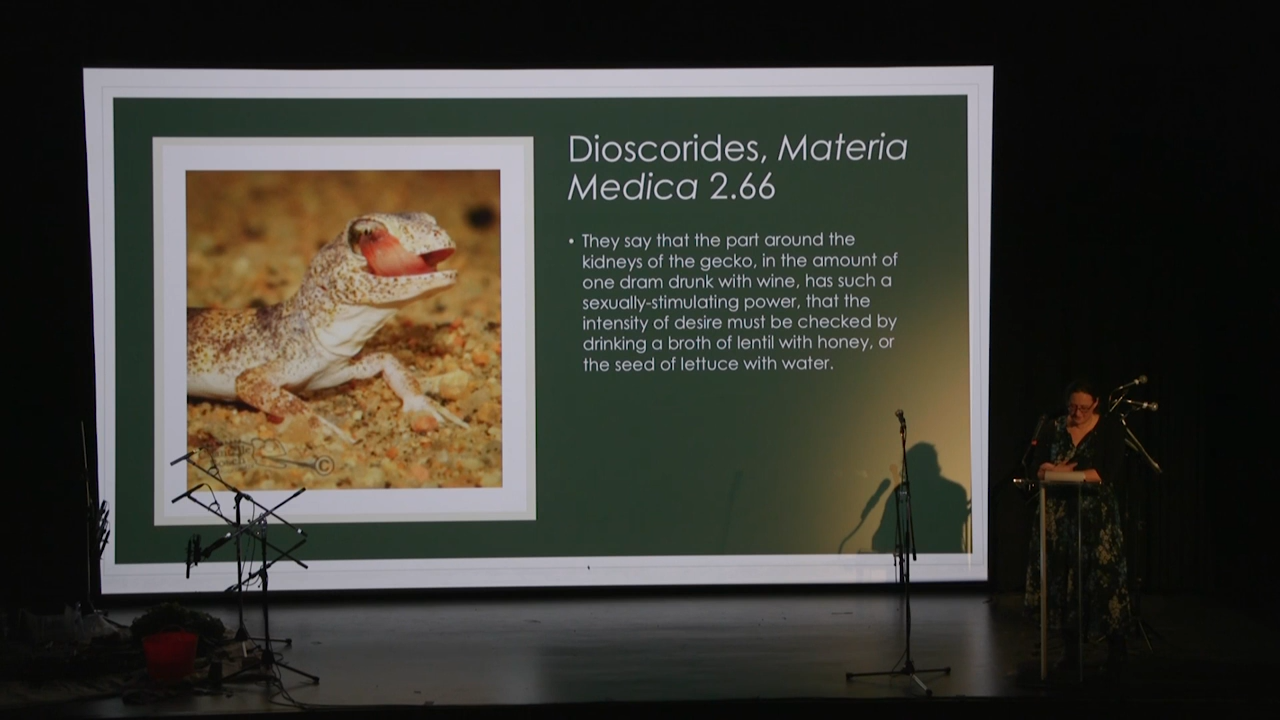 Dioscorides, Materia
Medica 2.66
• They say that the part around the
kidneys of the gecko, in the amount of
one dram drunk with wine, has such a
sexually-stimulating power, that the
intensity of desire must be checked by
drinking a broth of lentil with honey, or
the seed of lettuce with water.
©